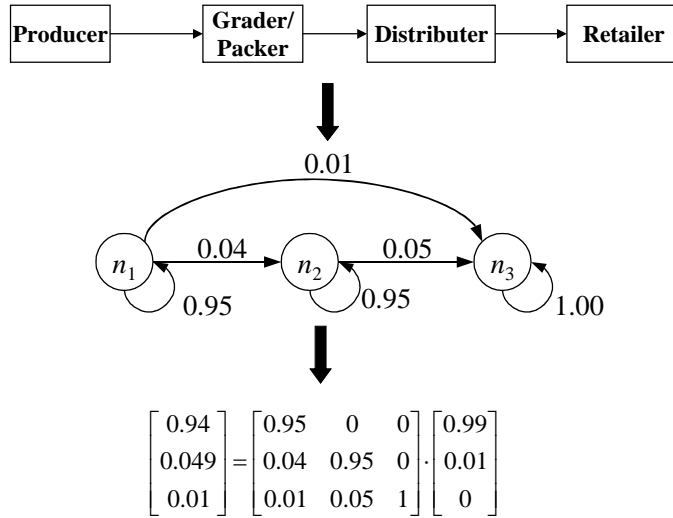 Producer Grader/ Packer Distributer Retailer
0.01
0.04 0.05
n₁ n₂ n₃
0.95 0.95 1.00
[0.94] = [0.95 0 0] · [0.99]
[0.049] [0.04 0.95 0] [0.01]
[0.01] [0.01 0.05 1] [0]